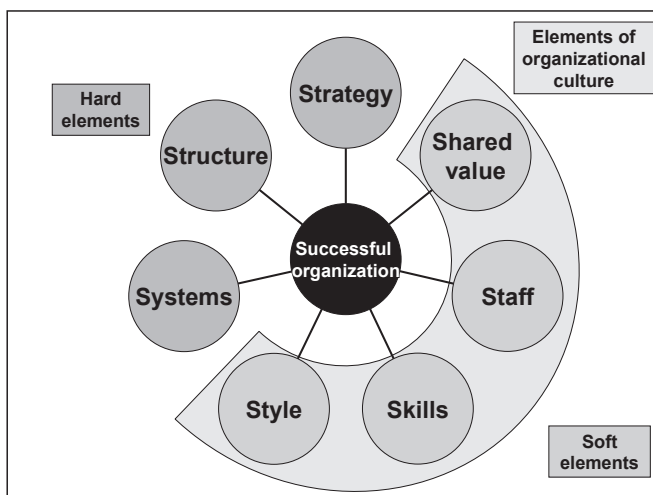 Elements of
organizational
culture
Hard
elements
Strategy
Structure
Shared
value
Successful
organization
Systems
Staff
Style
Skills
Soft
elements